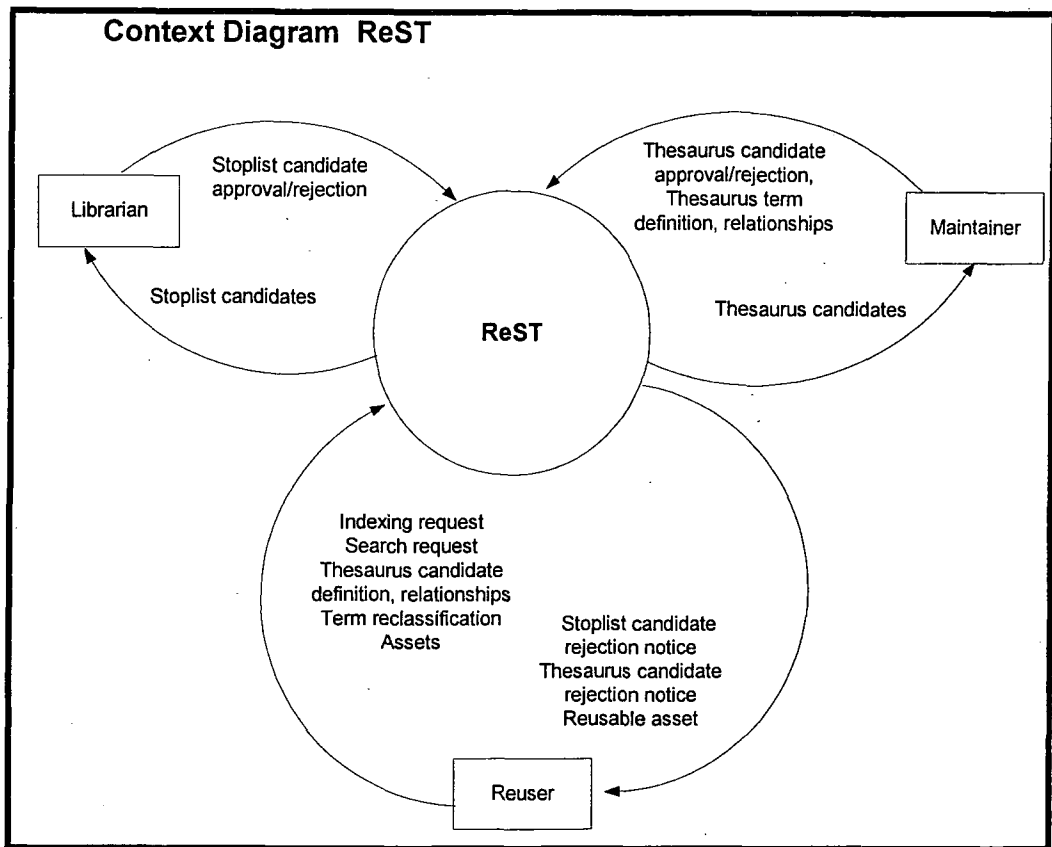 Context Diagram ReST
Stoplist candidate
approval/rejection
Librarian
Stoplist candidates
Thesaurus candidate
approval/rejection,
Thesaurus term
definition, relationships
Maintainer
Thesaurus candidates
ReST
Indexing request
Search request
Thesaurus candidate
definition, relationships
Term reclassification
Assets
Stoplist candidate
rejection notice
Thesaurus candidate
rejection notice
Reusable asset
Reuser